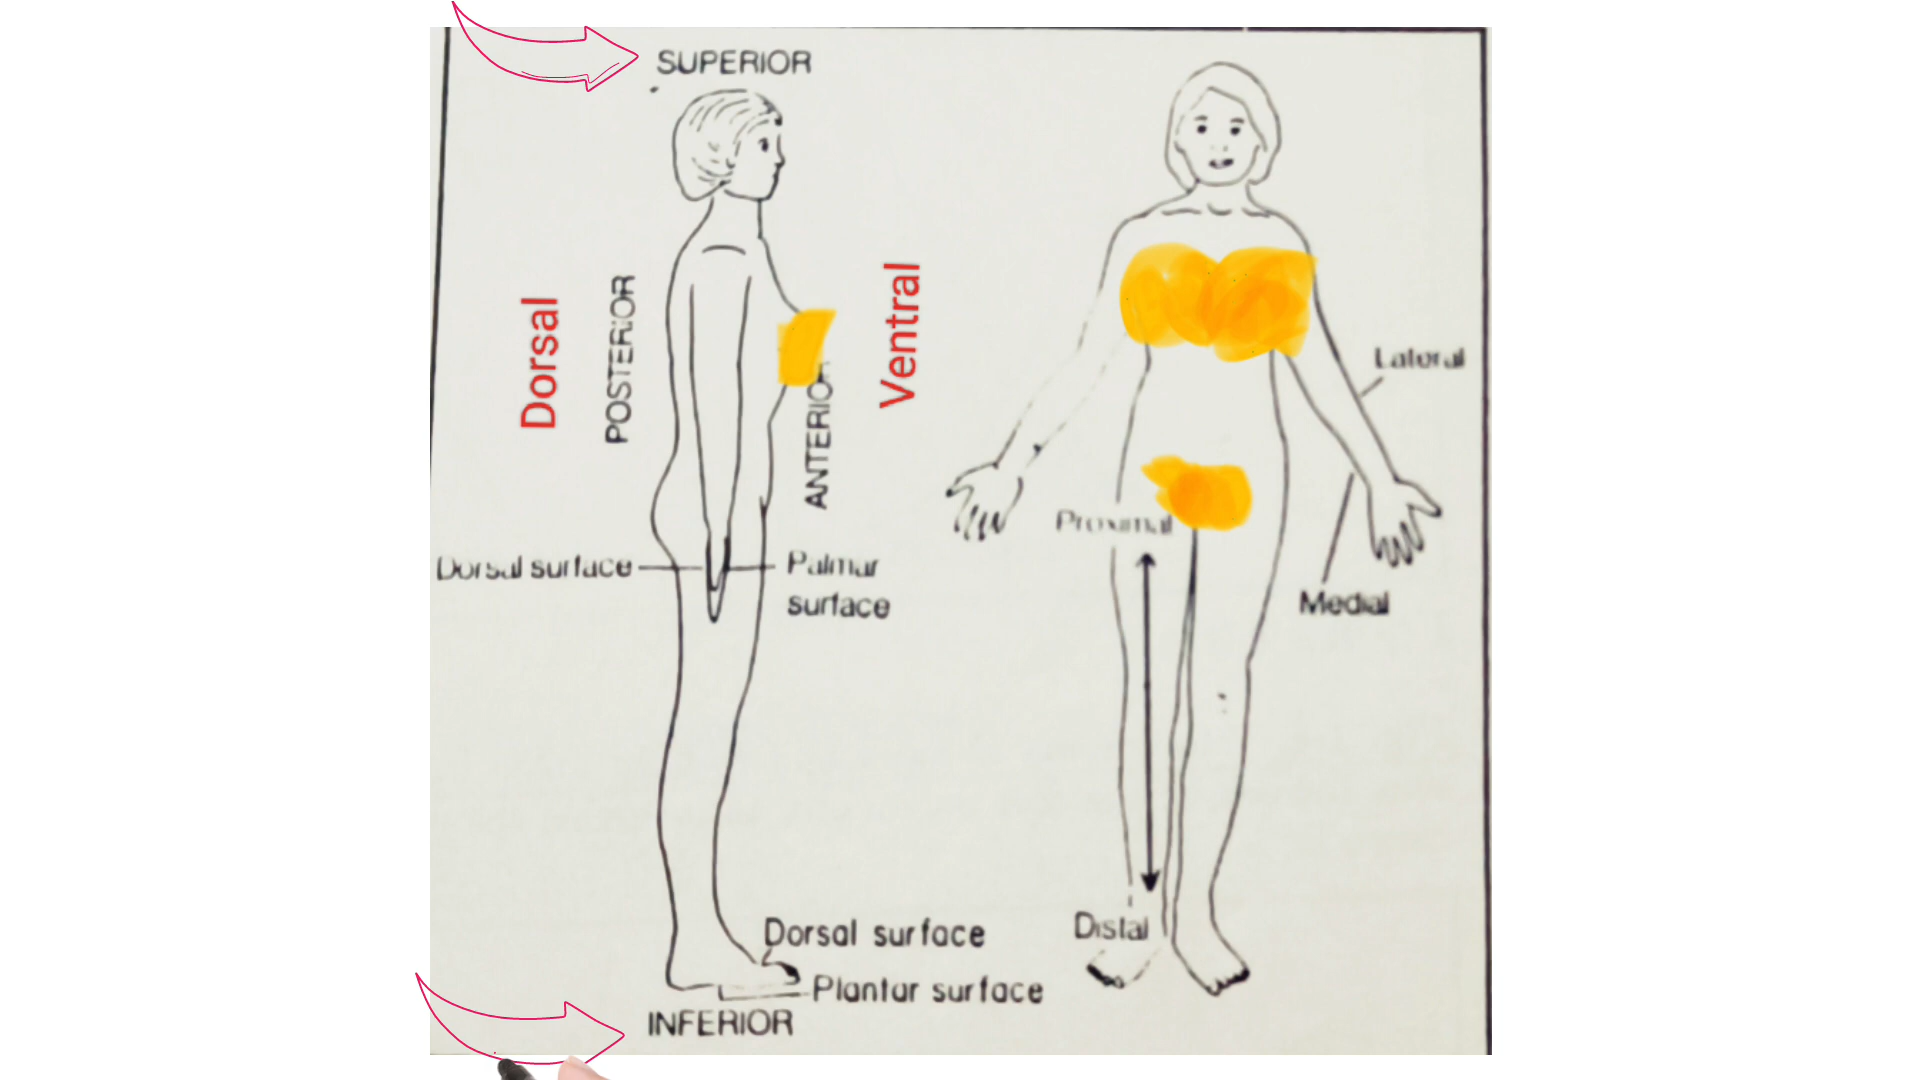 SUPERIOR
Dorsal
POSTERIOR
ANTERIOR
Ventral
Lateral
Proximal
Dorsal surface
Palmar
surface
Medial
Dorsal surface
Distal
Plantar surface
INFERIOR